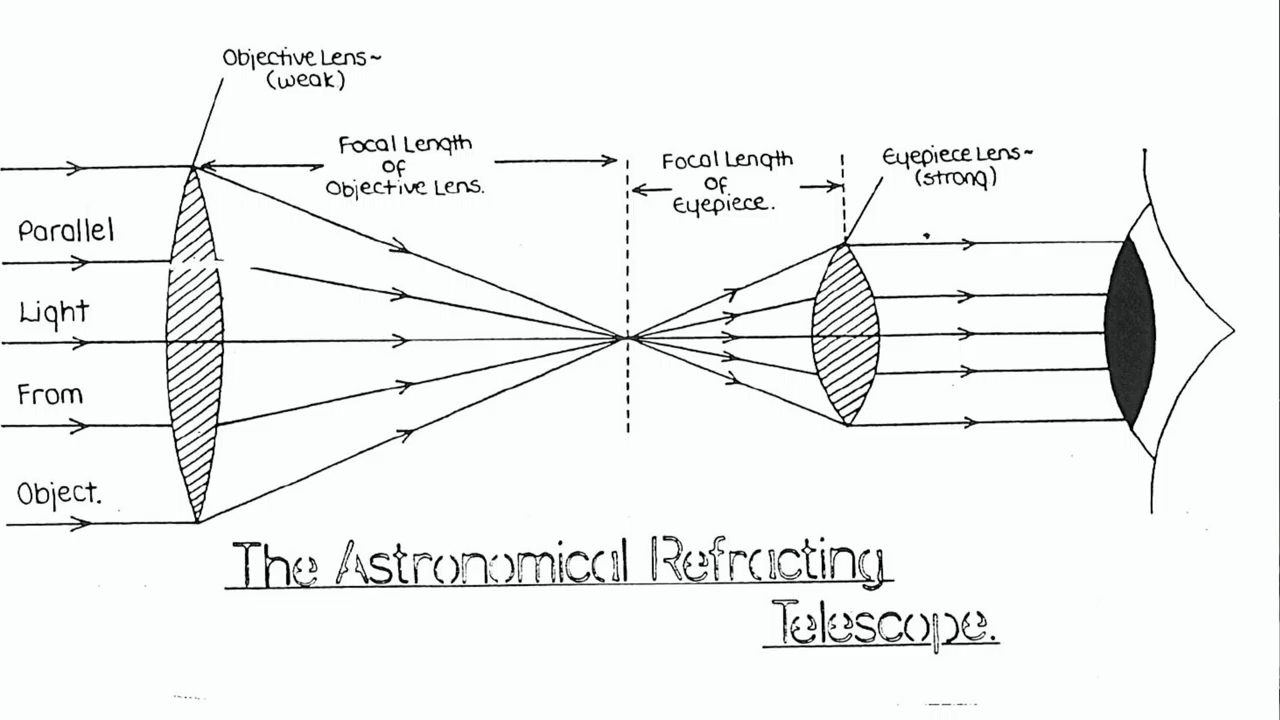 Objective Lens~
(weak)
Focal Length
of
Objective Lens.
Focal Length
of
Eyepiece.
Eyepiece Lens~
(strong)
Parallel
Light
From
Object.
The Astronomical Refracting
Telescope.